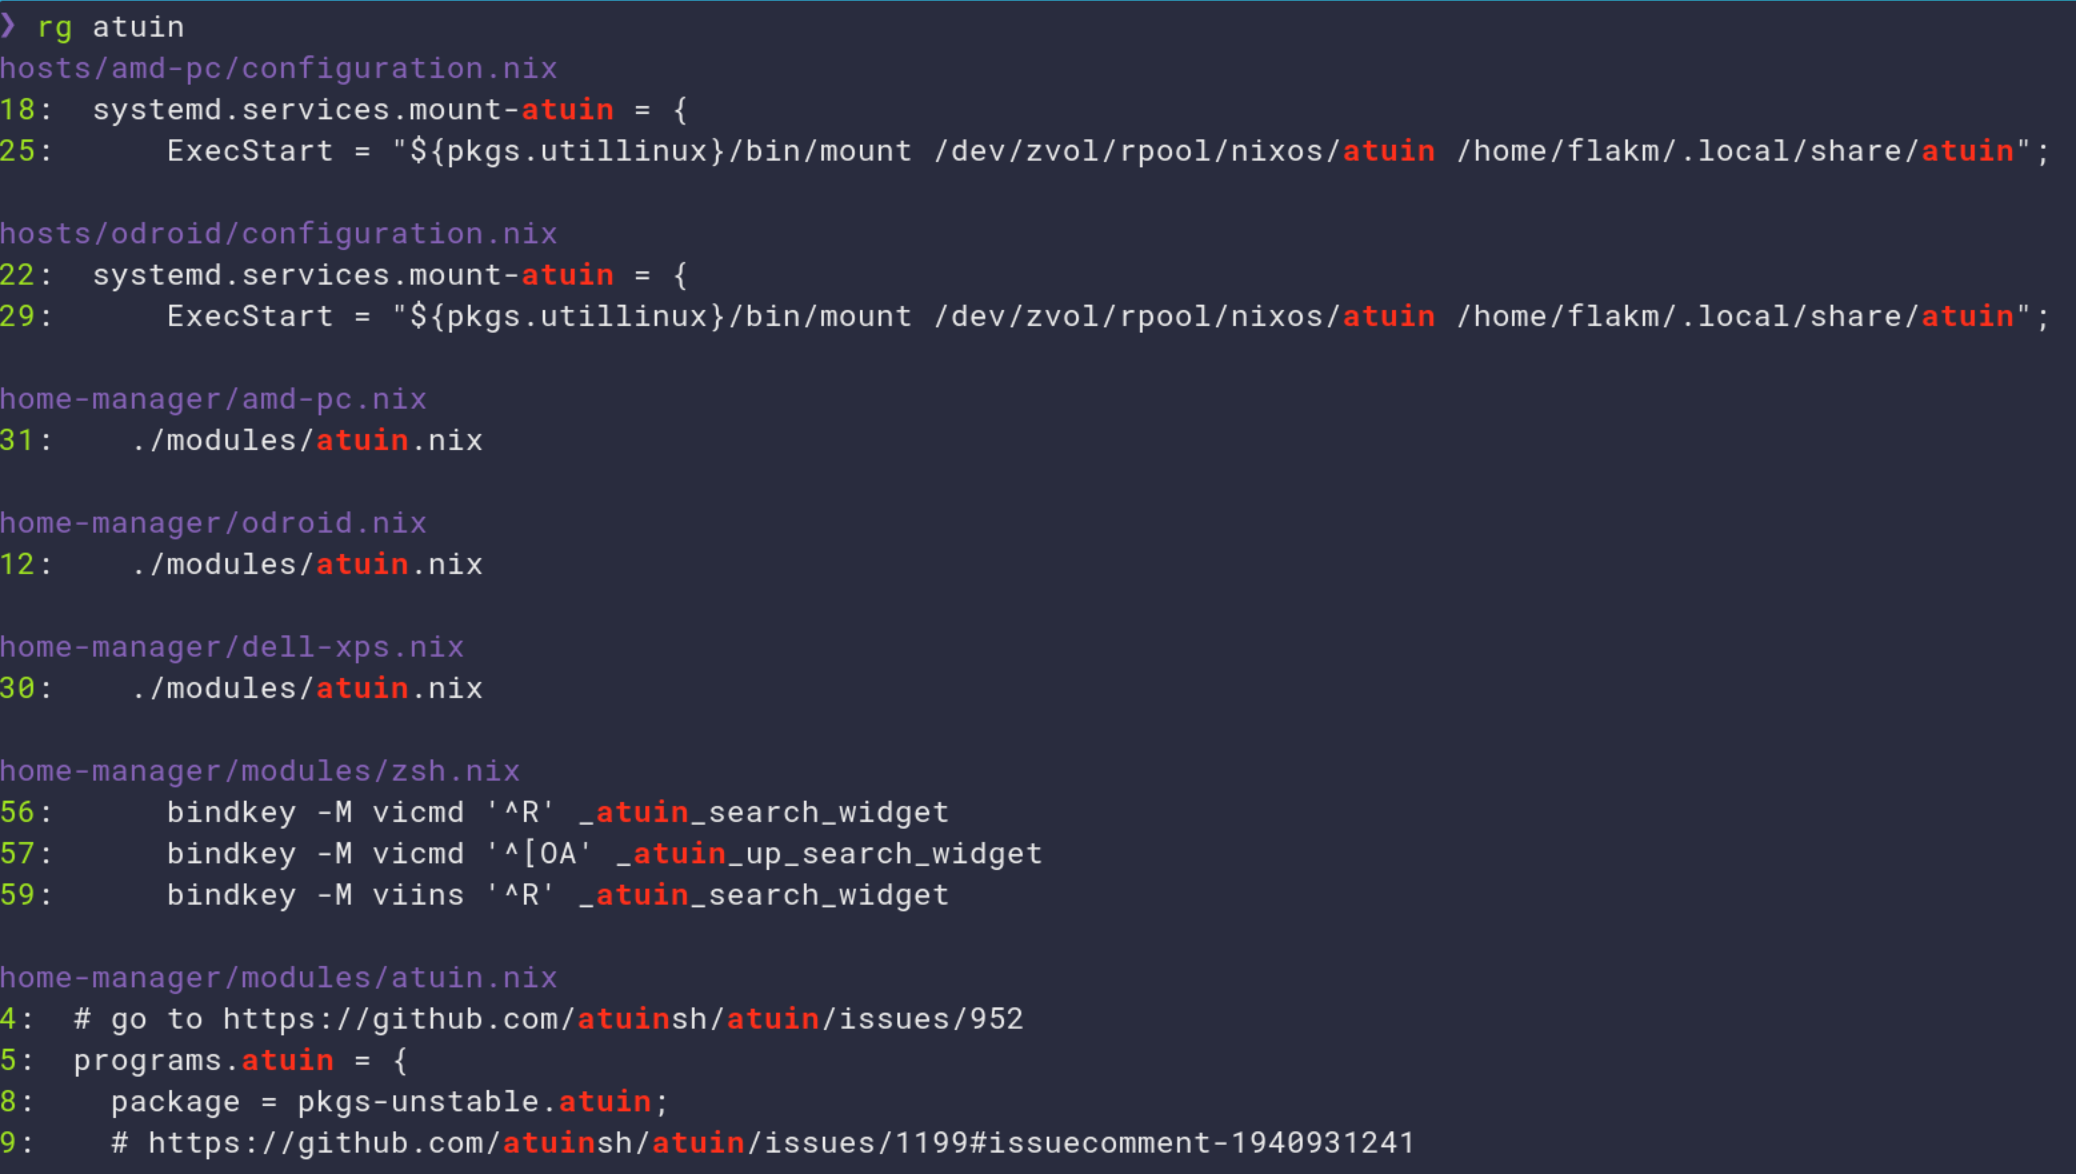 ❯ rg atuin
hosts/amd-pc/configuration.nix
18:  systemd.services.mount-atuin = {
25:      ExecStart = "${pkgs.utillinux}/bin/mount /dev/zvol/rpool/nixos/atuin /home/flakm/.local/share/atuin";

hosts/odroid/configuration.nix
22:  systemd.services.mount-atuin = {
29:      ExecStart = "${pkgs.utillinux}/bin/mount /dev/zvol/rpool/nixos/atuin /home/flakm/.local/share/atuin";

home-manager/amd-pc.nix
31:    ./modules/atuin.nix

home-manager/odroid.nix
12:    ./modules/atuin.nix

home-manager/dell-xps.nix
30:    ./modules/atuin.nix

home-manager/modules/zsh.nix
56:      bindkey -M vicmd '^R' _atuin_search_widget
57:      bindkey -M vicmd '^[OA' _atuin_up_search_widget
59:      bindkey -M viins '^R' _atuin_search_widget

home-manager/modules/atuin.nix
4:  # go to https://github.com/atuinsh/atuin/issues/952
5:  programs.atuin = {
8:    package = pkgs-unstable.atuin;
9:    # https://github.com/atuinsh/atuin/issues/1199#issuecomment-1940931241